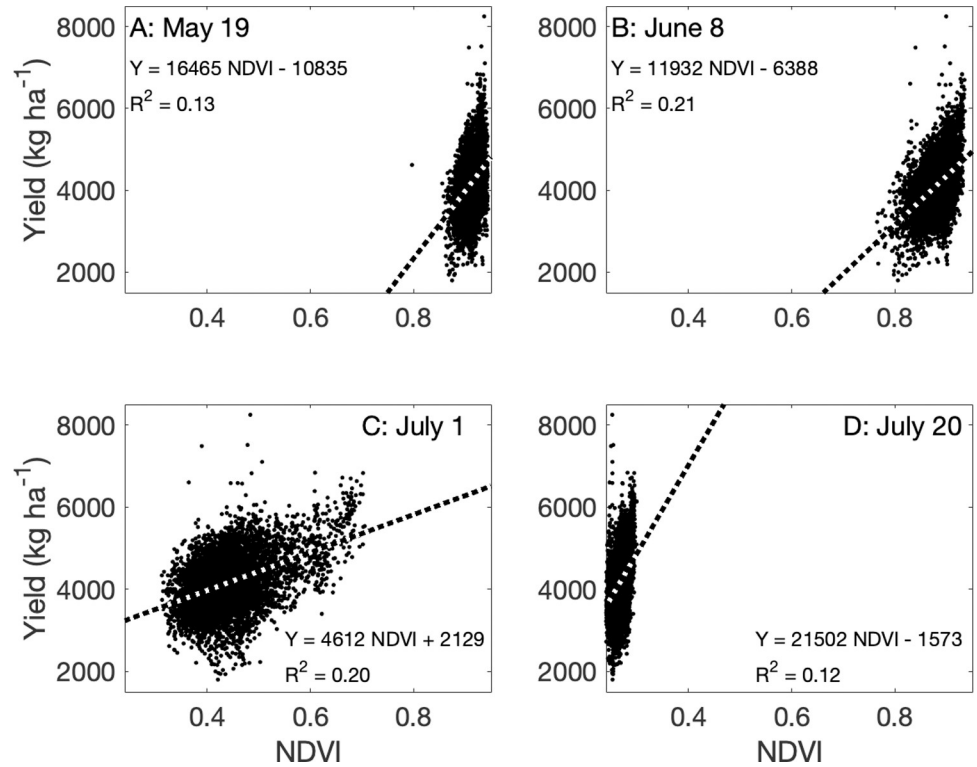 A: May 19
Y = 16465 NDVI - 10835
R² = 0.13
8000
6000
4000
2000
Yield (kg ha⁻¹)
0.4 0.6 0.8
B: June 8
Y = 11932 NDVI - 6388
R² = 0.21
8000
6000
4000
2000
0.4 0.6 0.8
C: July 1
8000
6000
4000
2000
Yield (kg ha⁻¹)
Y = 4612 NDVI + 2129
R² = 0.20
0.4 0.6 0.8
NDVI
D: July 20
8000
6000
4000
2000
Y = 21502 NDVI - 1573
R² = 0.12
0.4 0.6 0.8
NDVI